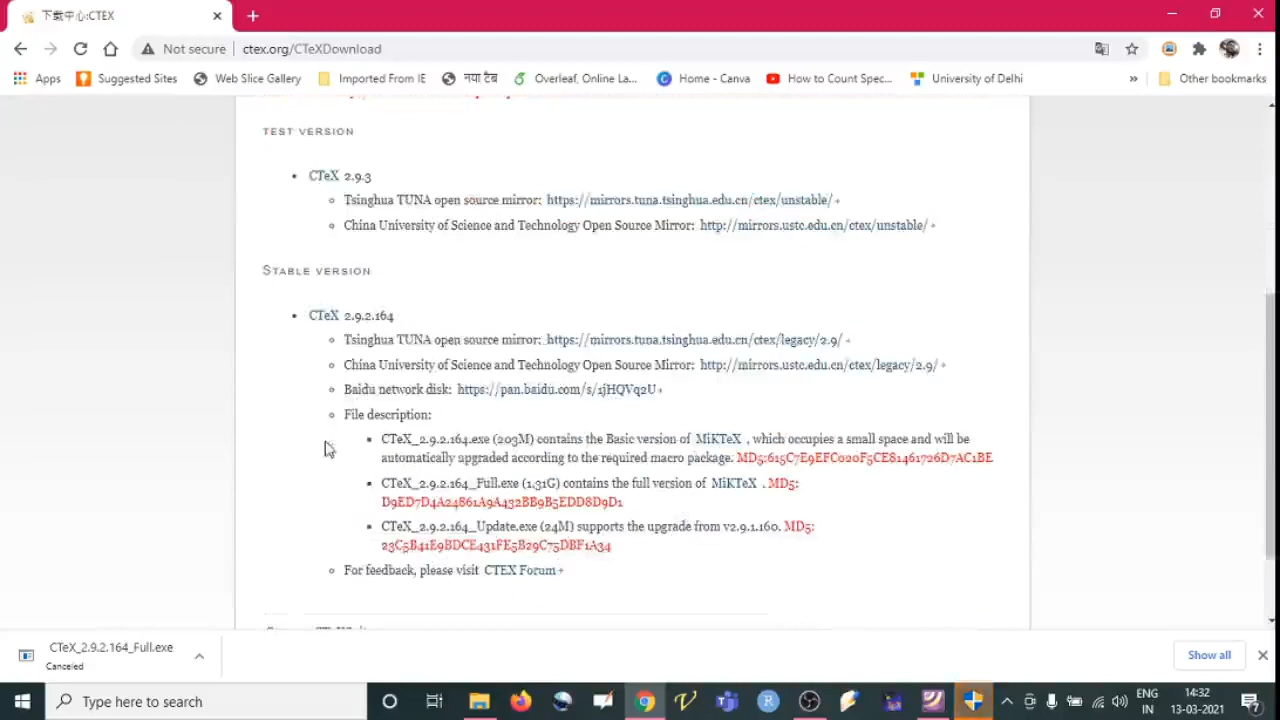 下载中心:CTEX
Not secure
ctex.org/CTeXDownload
Apps
Suggested Sites
Web Slice Gallery
Imported From IE
नया टैब
Overleaf, Online La...
Home - Canva
How to Count Spec...
University of Delhi
»
Other bookmarks
TEST VERSION
CTeX 2.9.3
Tsinghua TUNA open source mirror: https://mirrors.tuna.tsinghua.edu.cn/ctex/unstable/
China University of Science and Technology Open Source Mirror: http://mirrors.ustc.edu.cn/ctex/unstable/
STABLE VERSION
CTeX 2.9.2.164
Tsinghua TUNA open source mirror: https://mirrors.tuna.tsinghua.edu.cn/ctex/legacy/2.9/
China University of Science and Technology Open Source Mirror: http://mirrors.ustc.edu.cn/ctex/legacy/2.9/
Baidu network disk: https://pan.baidu.com/s/1jHQVq2U
File description:
CTeX_2.9.2.164.exe (203M) contains the Basic version of MiKTeX , which occupies a small space and will be
automatically upgraded according to the required macro package. MD5:615C7E9EFC020F5CE81461726D7AC1BE
CTeX_2.9.2.164_Full.exe (1.31G) contains the full version of MiKTeX . MD5:
D9ED7D4A24861A9A432BB9B5EDD8D9D1
CTeX_2.9.2.164_Update.exe (24M) supports the upgrade from v2.9.1.160. MD5:
23C5B41E9BDCE431FE5B29C75DBF1A34
For feedback, please visit CTEX Forum
CTeX_2.9.2.164_Full.exe
Canceled
Show all
Type here to search
ENG
IN
14:32
13-03-2021
7